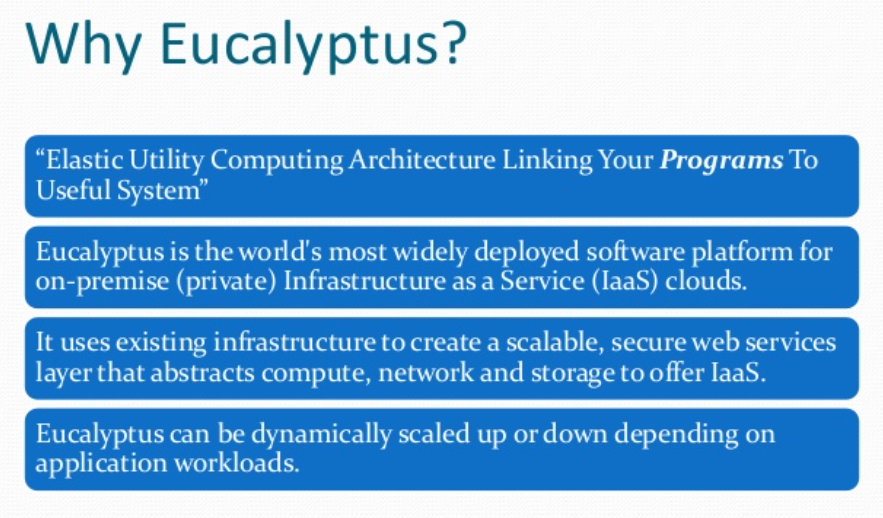 Why Eucalyptus?
“Elastic Utility Computing Architecture Linking Your Programs To
Useful System”
Eucalyptus is the world's most widely deployed software platform for
on-premise (private) Infrastructure as a Service (IaaS) clouds.
It uses existing infrastructure to create a scalable, secure web services
layer that abstracts compute, network and storage to offer IaaS.
Eucalyptus can be dynamically scaled up or down depending on
application workloads.